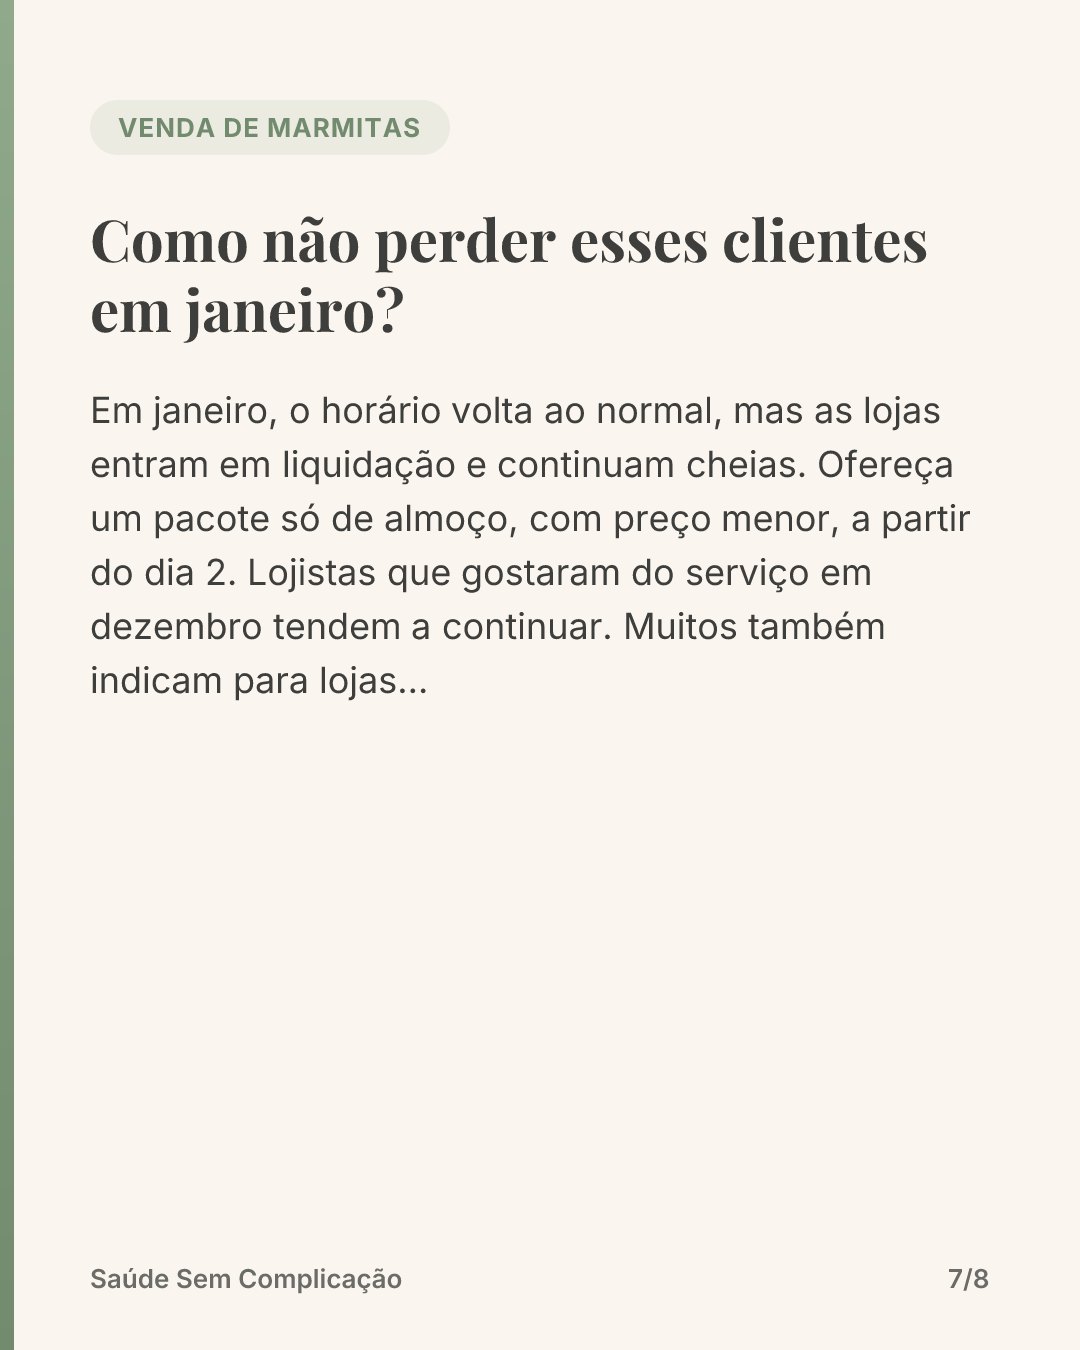 VENDA DE MARMITAS
Como não perder esses clientes
em janeiro?
Em janeiro, o horário volta ao normal, mas as lojas
entram em liquidação e continuam cheias. Ofereça
um pacote só de almoço, com preço menor, a partir
do dia 2. Lojistas que gostaram do serviço em
dezembro tendem a continuar. Muitos também
indicam para lojas...
Saúde Sem Complicação
7/8